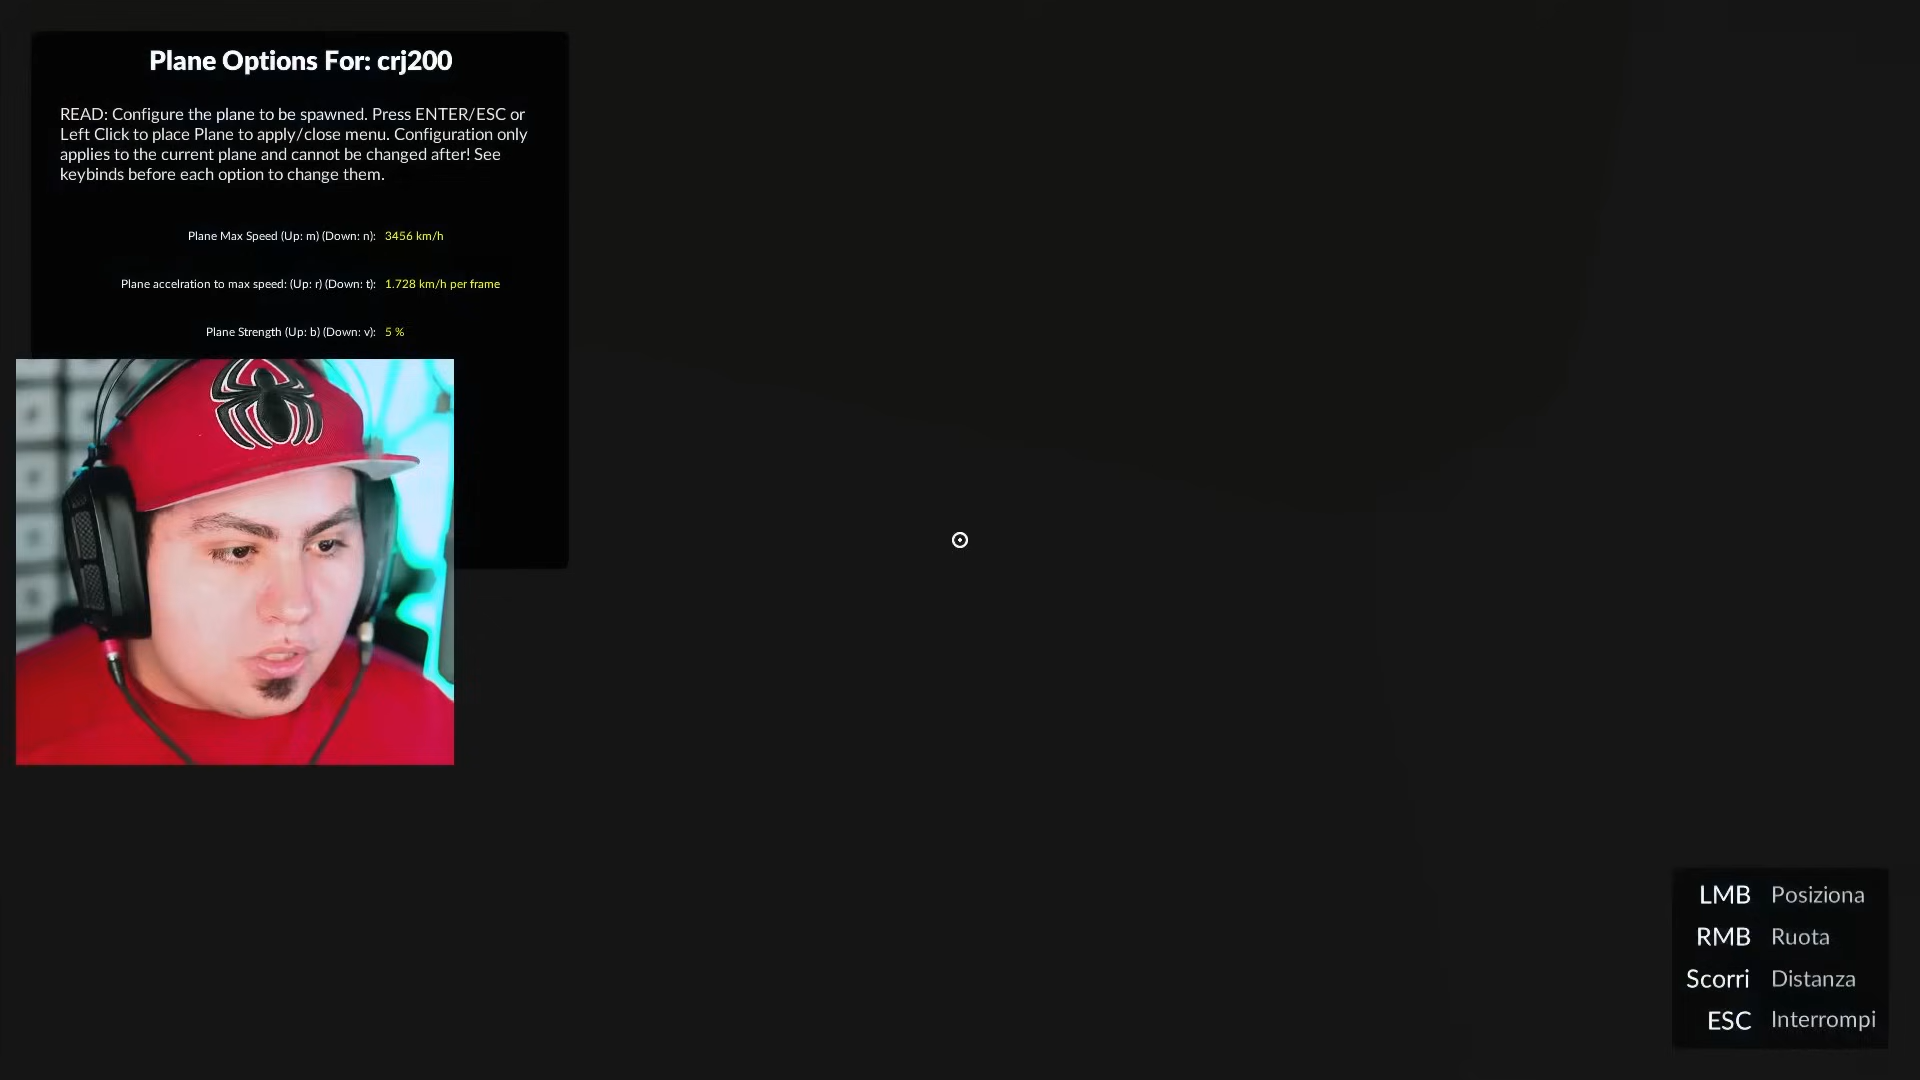 Plane Options For: crj200
READ: Configure the plane to be spawned. Press ENTER/ESC or
Left Click to place Plane to apply/close menu. Configuration only
applies to the current plane and cannot be changed after! See
keybinds before each option to change them.
Plane Max Speed (Up: m) (Down: n): 3456 km/h
Plane accelration to max speed: (Up: r) (Down: t): 1.728 km/h per frame
Plane Strength (Up: b) (Down: v): 5 %
LMB Posiziona
RMB Ruota
Scorri Distanza
ESC Interrompi